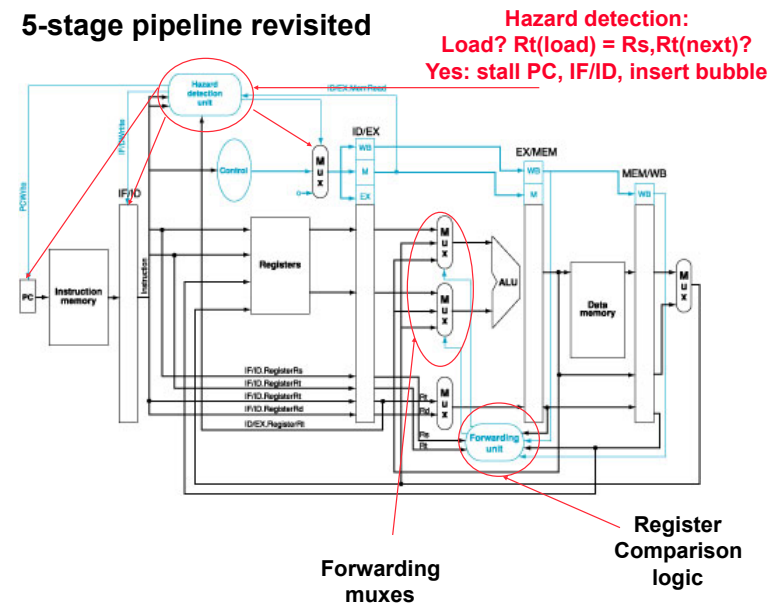 5-stage pipeline revisited
Hazard detection:
Load? Rt(load) = Rs,Rt(next)?
Yes: stall PC, IF/ID, insert bubble
Hazard
detection
unit
ID/EX.MemRead
IF/IDWrite
PCWrite
ID/EX
WB
M
EX
Control
M
u
x
EX/MEM
WB
M
MEM/WB
WB
IF/ID
PC
Instruction
memory
Instruction
Registers
M
u
x
M
u
x
ALU
Data
memory
M
u
x
IF/ID.RegisterRs
IF/ID.RegisterRt
IF/ID.RegisterRt
IF/ID.RegisterRd
ID/EX.RegisterRt
Rt
Rd
M
u
x
Rs
Rt
Forwarding
unit
Forwarding
muxes
Register
Comparison
logic